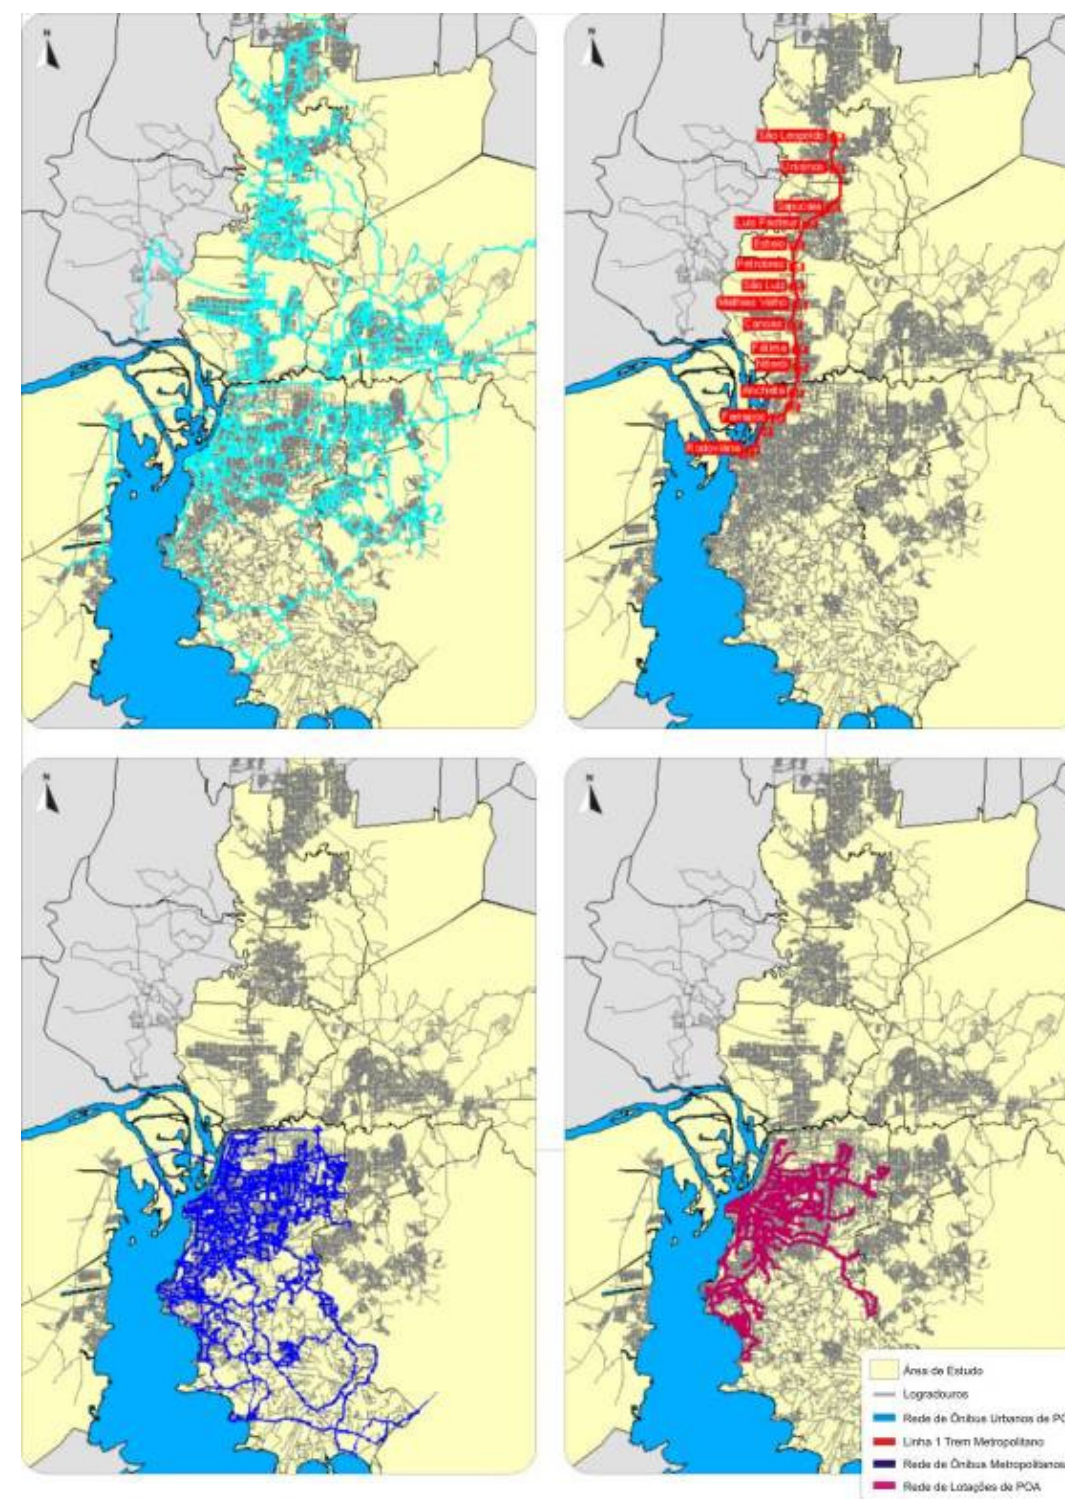 N
N
São Leopoldo
Unisinos
Sapucaia
Luis Pasteur
Esteio
Petrobras
São Luiz
Mathias Velho
Canoas
Fátima
Niterói
Anchieta
Farrapos
Rodoviária
N
N
Área de Estudo
Logradouros
Rede de Ônibus Urbanos de PO
Linha 1 Trem Metropolitano
Rede de Ônibus Metropolitanos
Rede de Lotações de POA